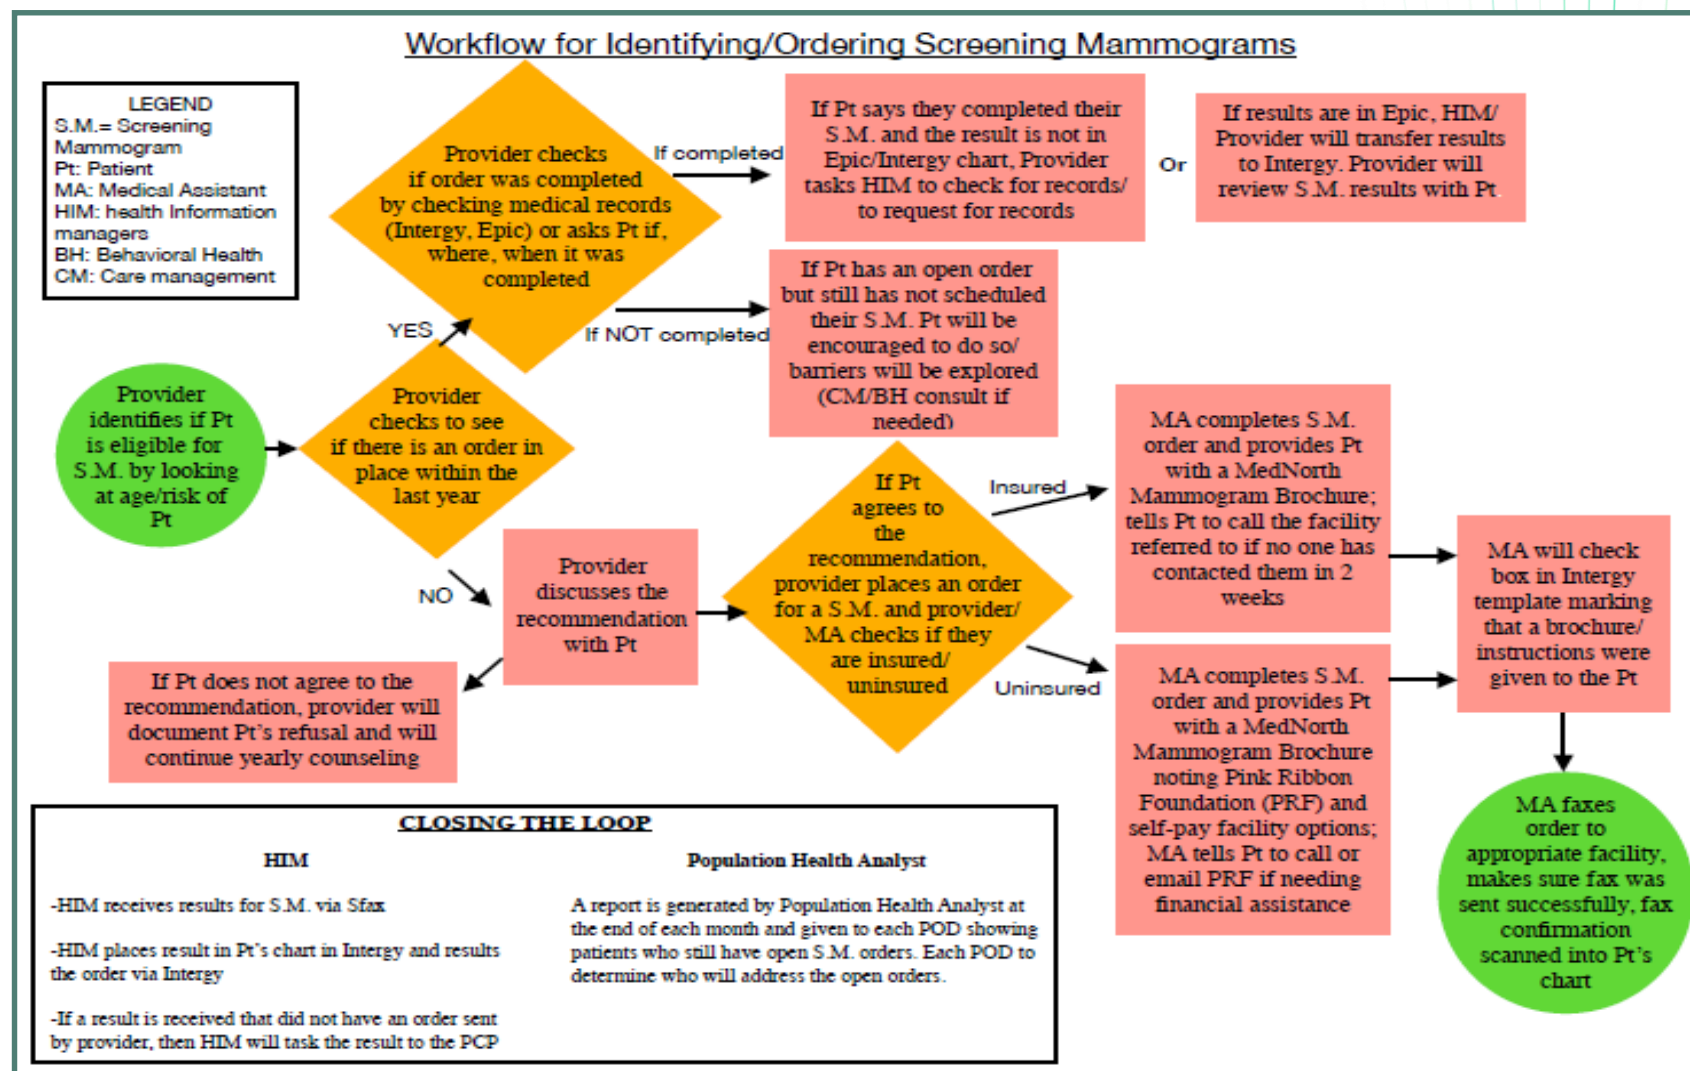 Workflow for Identifying/Ordering Screening Mammograms
LEGEND
S.M.= Screening
Mammogram
Pt: Patient
MA: Medical Assistant
HIM: health Information
managers
BH: Behavioral Health
CM: Care management
Provider checks
if order was completed
by checking medical records
(Intergy, Epic) or asks Pt if,
where, when it was
completed
If completed
If Pt says they completed their
S.M. and the result is not in
Epic/Intergy chart, Provider
tasks HIM to check for records/
to request for records
Or
If results are in Epic, HIM/
Provider will transfer results
to Intergy. Provider will
review S.M. results with Pt.
If NOT completed
If Pt has an open order
but still has not scheduled
their S.M. Pt will be
encouraged to do so/
barriers will be explored
(CM/BH consult if
needed)
YES
Provider
identifies if Pt
is eligible for
S.M. by looking
at age/risk of
Pt
Provider
checks to see
if there is an order in
place within the
last year
NO
Provider
discusses the
recommendation
with Pt
If Pt does not agree to the
recommendation, provider will
document Pt's refusal and will
continue yearly counseling
If Pt
agrees to
the
recommendation,
provider places an order
for a S.M. and provider/
MA checks if they
are insured/
uninsured
Insured
MA completes S.M.
order and provides Pt
with a MedNorth
Mammogram Brochure;
tells Pt to call the facility
referred to if no one has
contacted them in 2
weeks
Uninsured
MA completes S.M.
order and provides Pt
with a MedNorth
Mammogram Brochure
noting Pink Ribbon
Foundation (PRF) and
self-pay facility options;
MA tells Pt to call or
email PRF if needing
financial assistance
MA will check
box in Intergy
template marking
that a brochure/
instructions were
given to the Pt
MA faxes
order to
appropriate facility,
makes sure fax was
sent successfully, fax
confirmation
scanned into Pt's
chart
CLOSING THE LOOP
HIM
-HIM receives results for S.M. via Sfax
-HIM places result in Pt's chart in Intergy and results
the order via Intergy
-If a result is received that did not have an order sent
by provider, then HIM will task the result to the PCP
Population Health Analyst
A report is generated by Population Health Analyst at
the end of each month and given to each POD showing
patients who still have open S.M. orders. Each POD to
determine who will address the open orders.